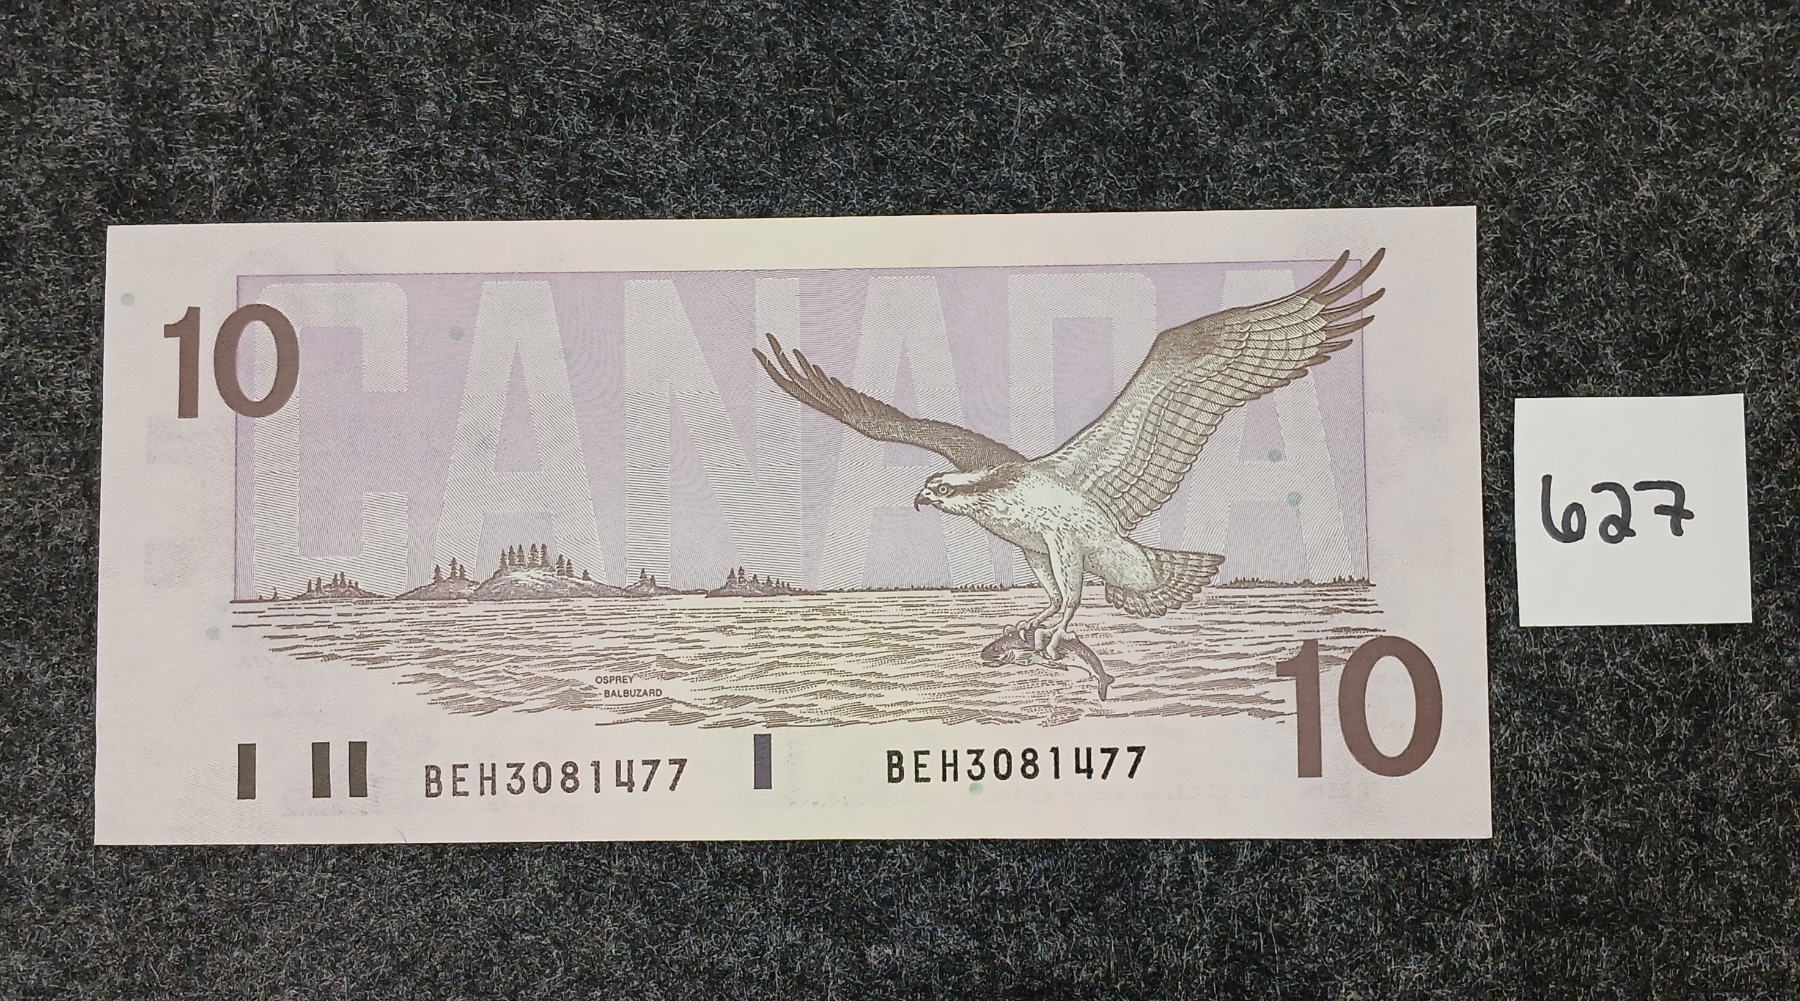 CANADA
10
OSPREY
BALBUZARD
BEH3081477 BEH3081477
10
627